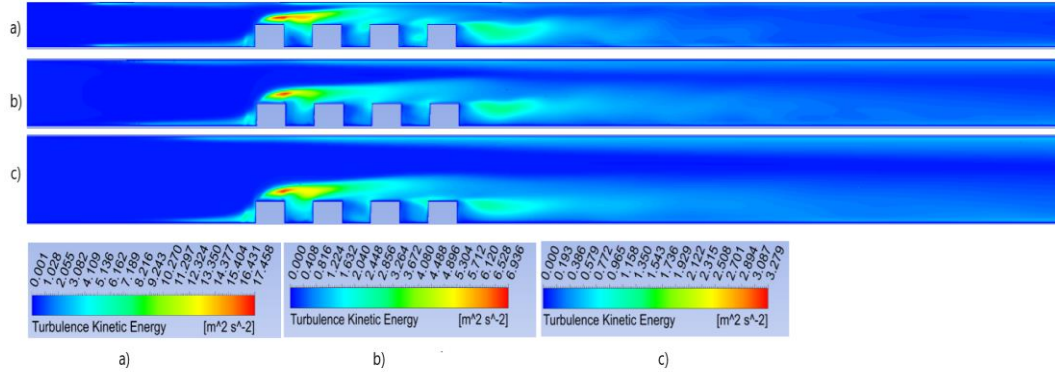 a)
b)
c)
0.001 1.028 2.055 3.082 4.109 5.136 6.162 7.189 8.216 9.243 10.270 11.297 12.324 13.350 14.377 15.404 16.431 17.458
Turbulence Kinetic Energy [m^2 s^-2]
0.000 0.408 0.816 1.224 1.632 2.040 2.448 2.856 3.264 3.672 4.080 4.488 4.896 5.304 5.712 6.120 6.528 6.936
Turbulence Kinetic Energy [m^2 s^-2]
0.000 0.193 0.386 0.579 0.772 0.965 1.158 1.350 1.543 1.736 1.929 2.122 2.315 2.508 2.701 2.894 3.087 3.279
Turbulence Kinetic Energy [m^2 s^-2]
a)
b)
c)